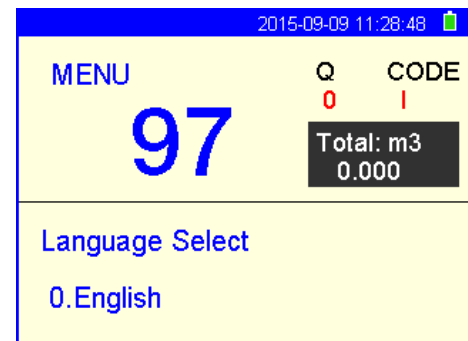 2015-09-09 11:28:48
MENU
97
Q CODE
0 I
Total: m3
0.000
Language Select
0.English